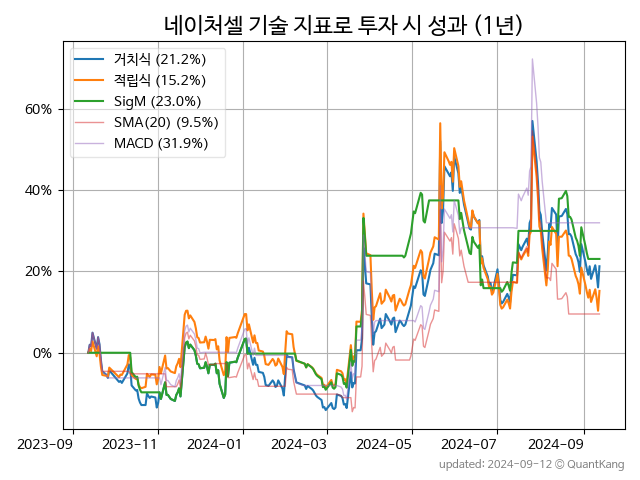 네이처셀 기술 지표로 투자 시 성과 (1년)
거치식 (21.2%)
적립식 (15.2%)
SigM (23.0%)
SMA(20) (9.5%)
MACD (31.9%)
60%
40%
20%
0%
2023-09 2023-11 2024-01 2024-03 2024-05 2024-07 2024-09
updated: 2024-09-12 ⓒ QuantKang